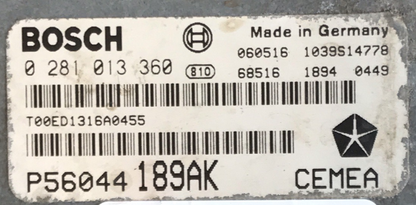 BOSCH Made in Germany
060516 1039S14778
0 281 013 360 810 68516 1894 0449
T00ED1316A0455
P56044 189AK CEMEA